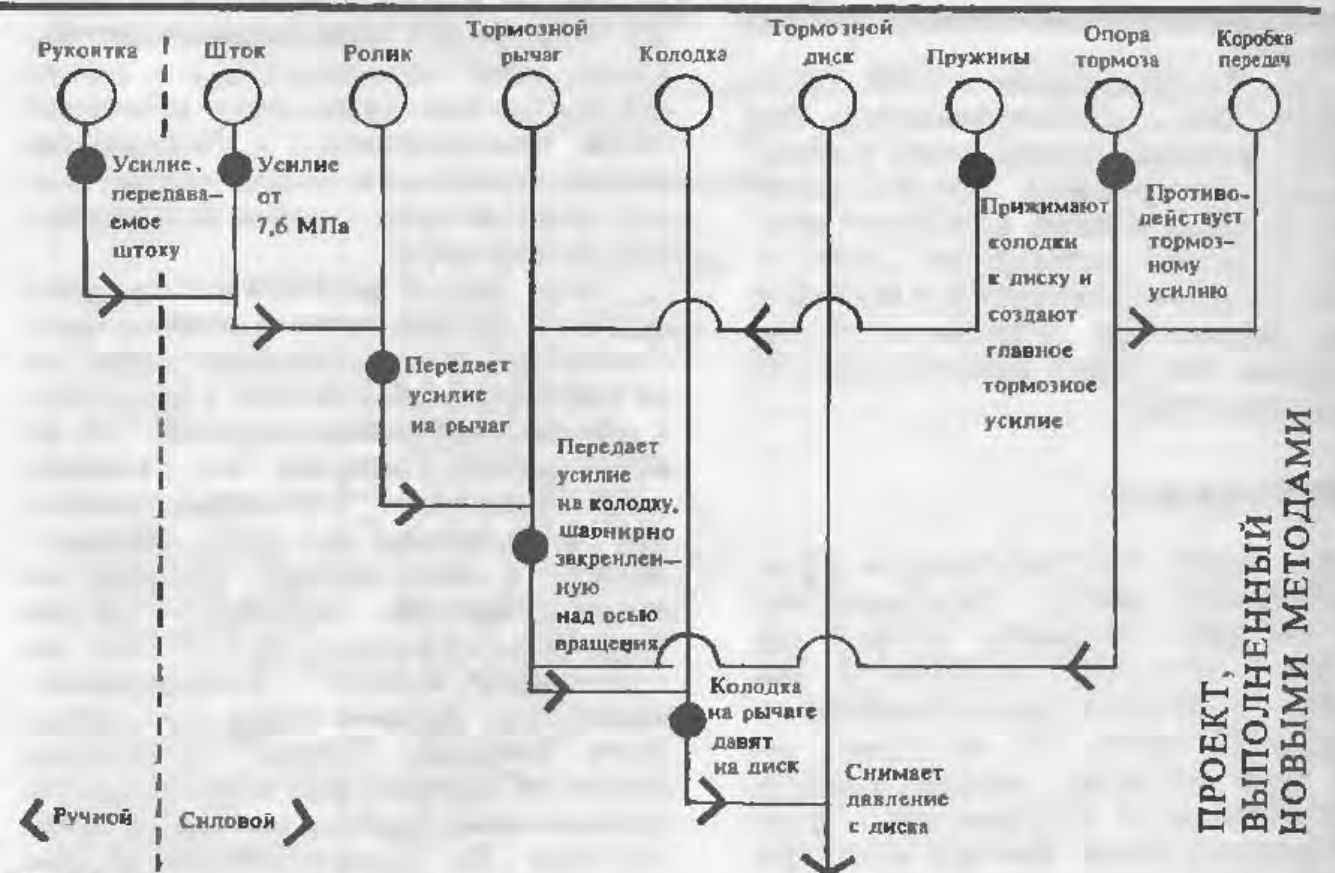 Рукоятка
Шток
Ролик
Тормозной
рычаг
Колодка
Тормозной
диск
Пружины
Опора
тормоза
Коробка
передач
Усилие,
передава-
емое
штоку
Усилие
от
7,6 МПа
Прижимают
колодки
к диску и
создают
главное
тормозное
усилие
Противо-
действует
тормоз-
ному
усилию
Передает
усилие
на рычаг
Передает
усилие
на колодку,
шарнирно
закреплен-
ную
над осью
вращения
Колодка
на рычаге
давят
на диск
Снимает
давление
с диска
Ручной
Силовой
ПРОЕКТ,
ВЫПОЛНЕННЫЙ
НОВЫМИ МЕТОДАМИ